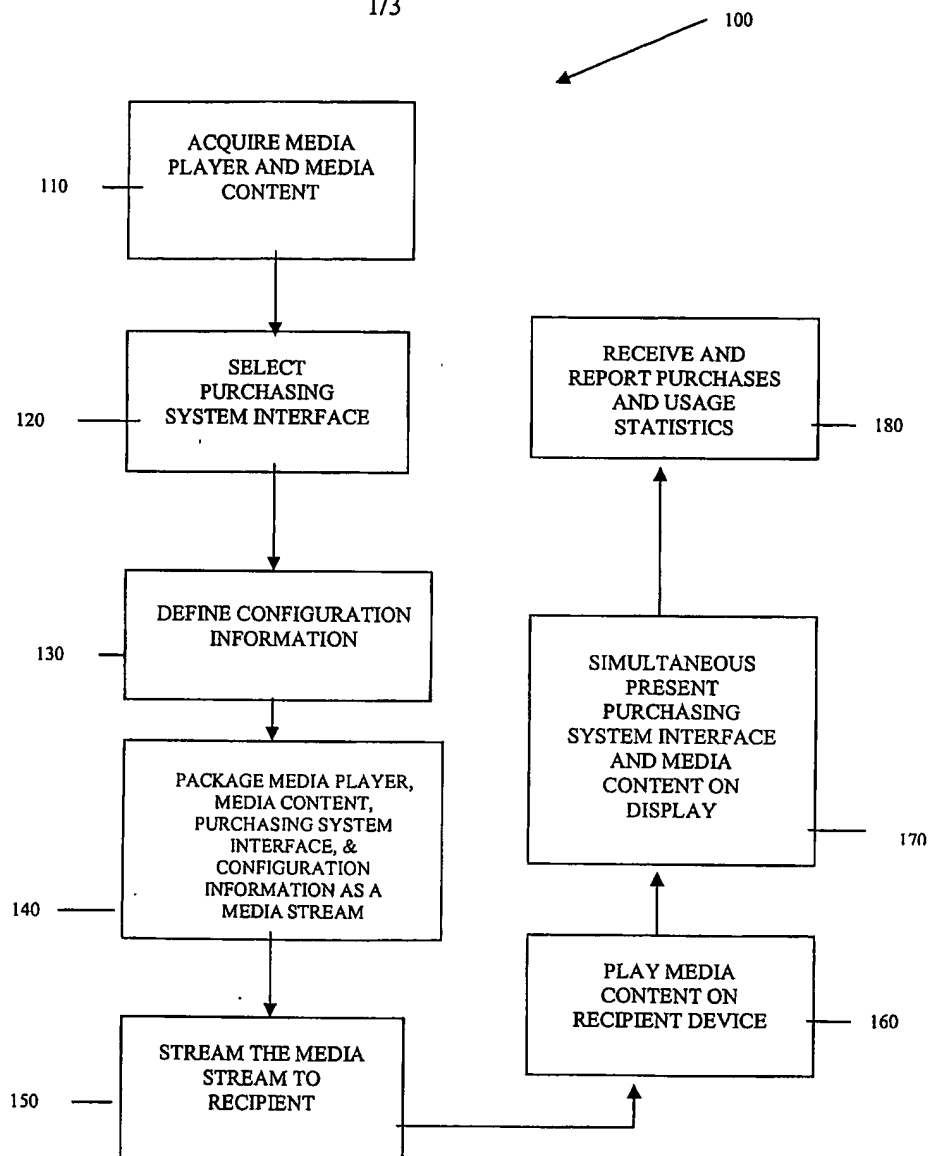 1/3
100
ACQUIRE MEDIA
PLAYER AND MEDIA
CONTENT
110
SELECT
PURCHASING
SYSTEM INTERFACE
120
DEFINE CONFIGURATION
INFORMATION
130
PACKAGE MEDIA PLAYER,
MEDIA CONTENT,
PURCHASING SYSTEM
INTERFACE, &
CONFIGURATION
INFORMATION AS A
MEDIA STREAM
140
STREAM THE MEDIA
STREAM TO
RECIPIENT
150
PLAY MEDIA
CONTENT ON
RECIPIENT DEVICE
160
SIMULTANEOUS
PRESENT
PURCHASING
SYSTEM INTERFACE
AND MEDIA
CONTENT ON
DISPLAY
170
RECEIVE AND
REPORT PURCHASES
AND USAGE
STATISTICS
180